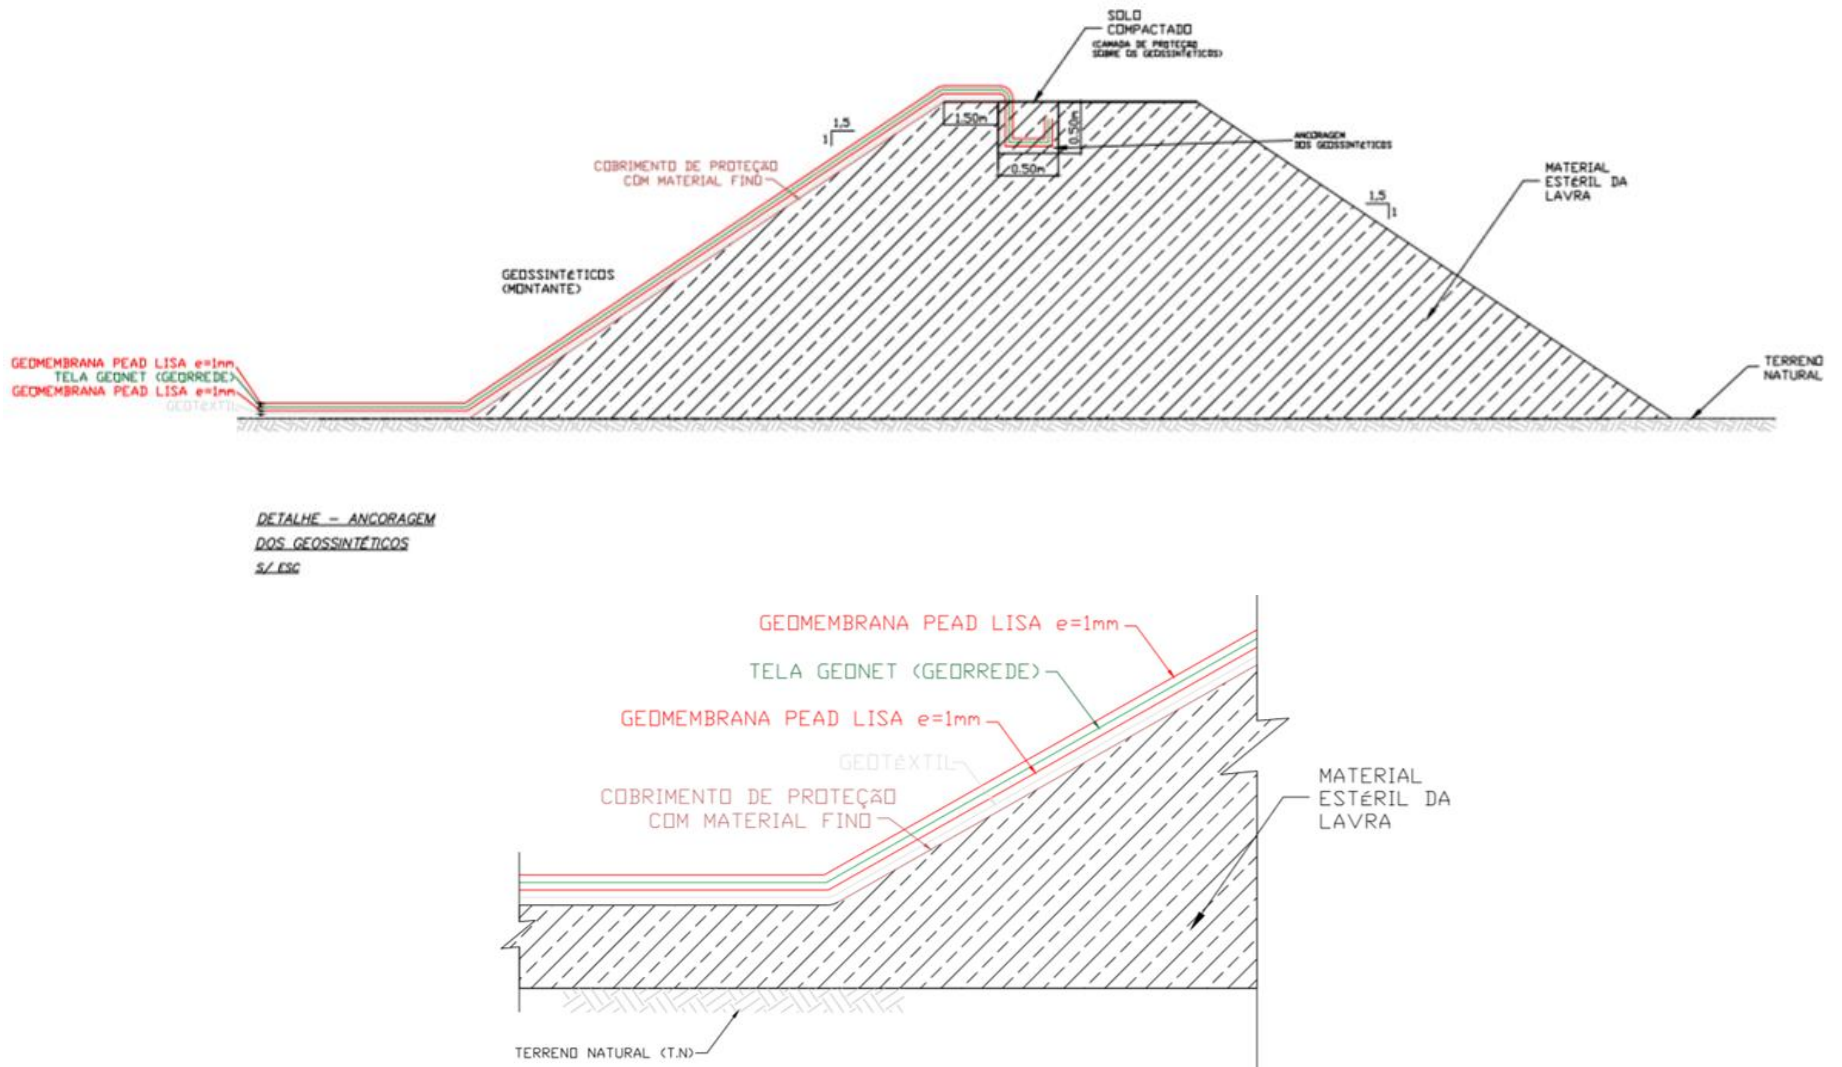 SOLO
COMPACTADO
(CAMADA DE PROTEÇÃO
SOBRE OS GEOSSINTéTICOS)
1,5
1
1.50m
0.50m
0.50m
ANCORAGEM
DOS GEOSSINTéTICOS
COBRIMENTO DE PROTEÇÃO
COM MATERIAL FINO
MATERIAL
ESTéRIL DA
LAVRA
1,5
1
GEOSSINTéTICOS
(MONTANTE)
GEOMEMBRANA PEAD LISA e=1mm
TELA GEONET (GEORREDE)
GEOMEMBRANA PEAD LISA e=1mm
GEOTéXTIL
TERRENO
NATURAL
DETALHE - ANCORAGEM
DOS GEOSSINTÉTICOS
S/ ESC
GEOMEMBRANA PEAD LISA e=1mm
TELA GEONET (GEORREDE)
GEOMEMBRANA PEAD LISA e=1mm
GEOTéXTIL
COBRIMENTO DE PROTEÇÃO
COM MATERIAL FINO
MATERIAL
ESTéRIL DA
LAVRA
TERRENO NATURAL (T.N)